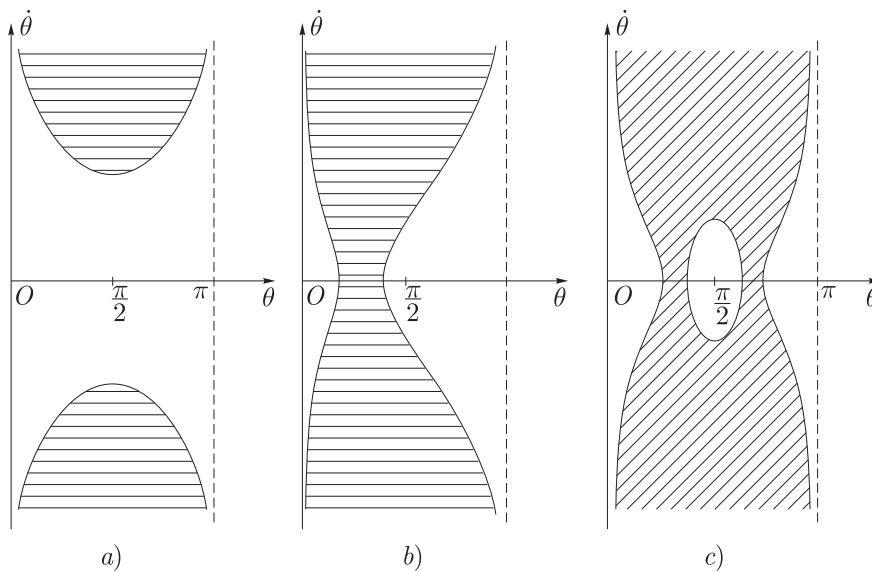 θ̇ θ̇ θ̇
O π/2 π θ O π/2 θ O π/2 π θ
a) b) c)